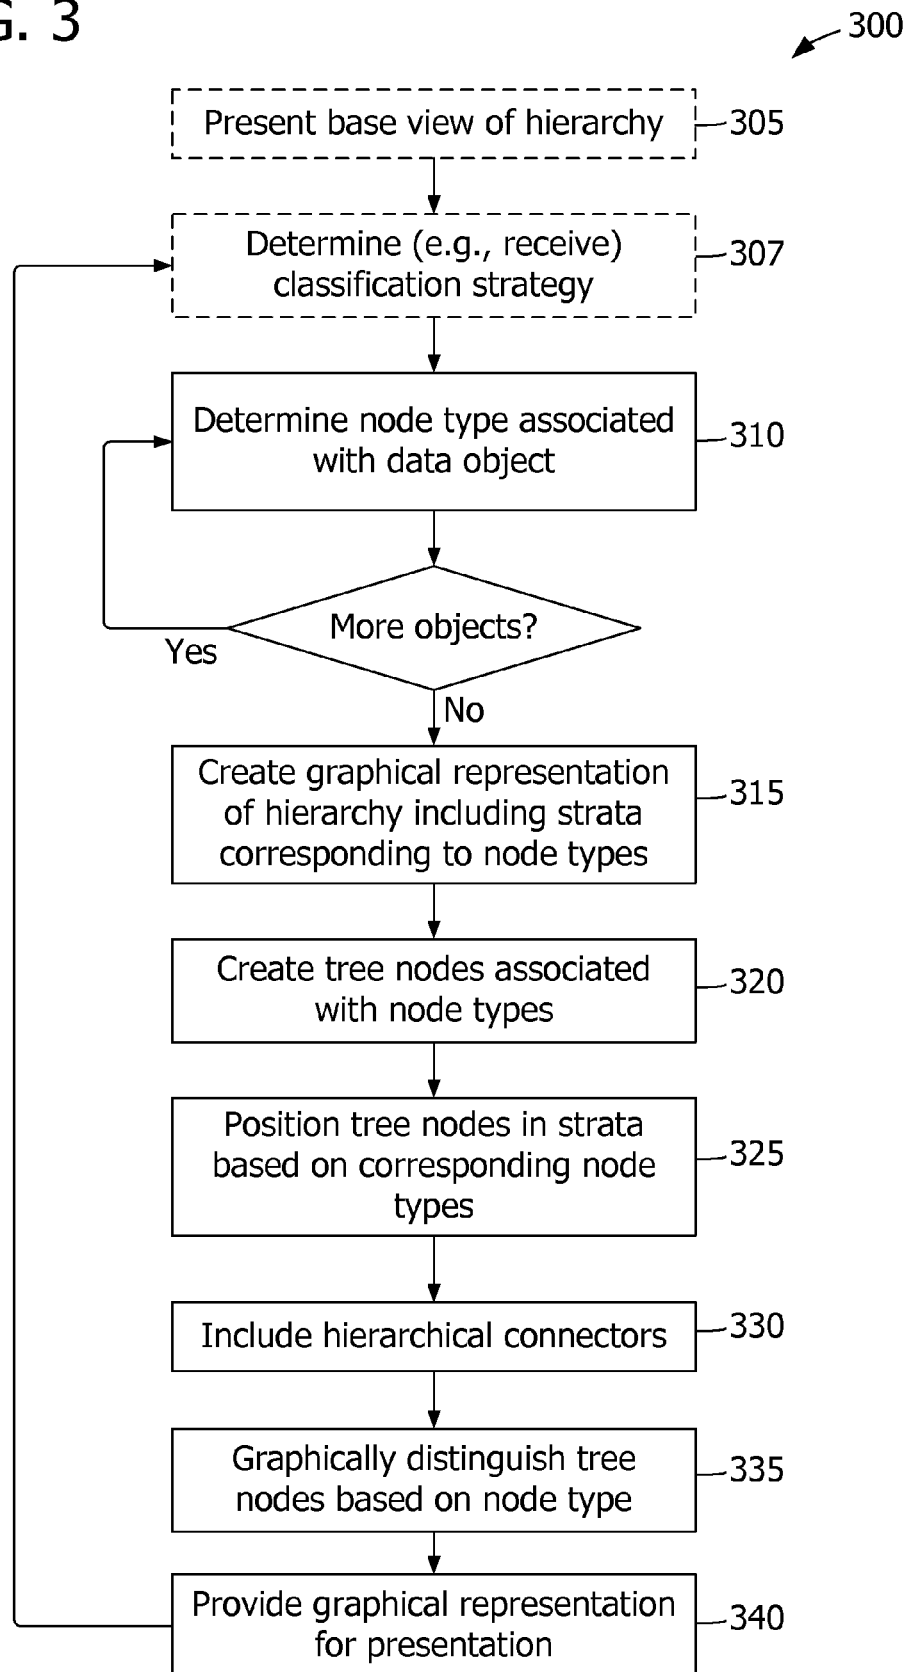 G. 3
300
Present base view of hierarchy
305
Determine (e.g., receive)
classification strategy
307
Determine node type associated
with data object
310
More objects?
Yes
No
Create graphical representation
of hierarchy including strata
corresponding to node types
315
Create tree nodes associated
with node types
320
Position tree nodes in strata
based on corresponding node
types
325
Include hierarchical connectors
330
Graphically distinguish tree
nodes based on node type
335
Provide graphical representation
for presentation
340